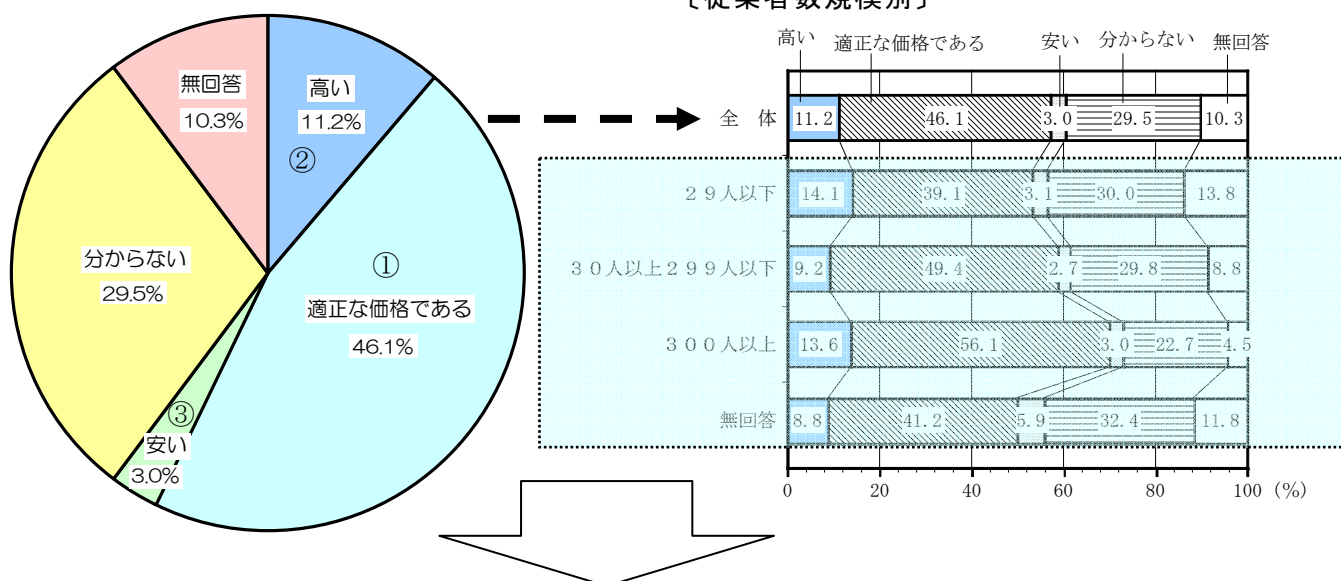 無回答
10.3%
高い
11.2%
②
①
適正な価格である
46.1%
分からない
29.5%
③
安い
3.0%
〔従業者数規模別〕
高い 適正な価格である 安い 分からない 無回答
全 体 11.2 46.1 3.0 29.5 10.3
29人以下 14.1 39.1 3.1 30.0 13.8
30人以上299人以下 9.2 49.4 2.7 29.8 8.8
300人以上 13.6 56.1 3.0 22.7 4.5
無回答 8.8 41.2 5.9 32.4 11.8
0 20 40 60 80 100 (%)